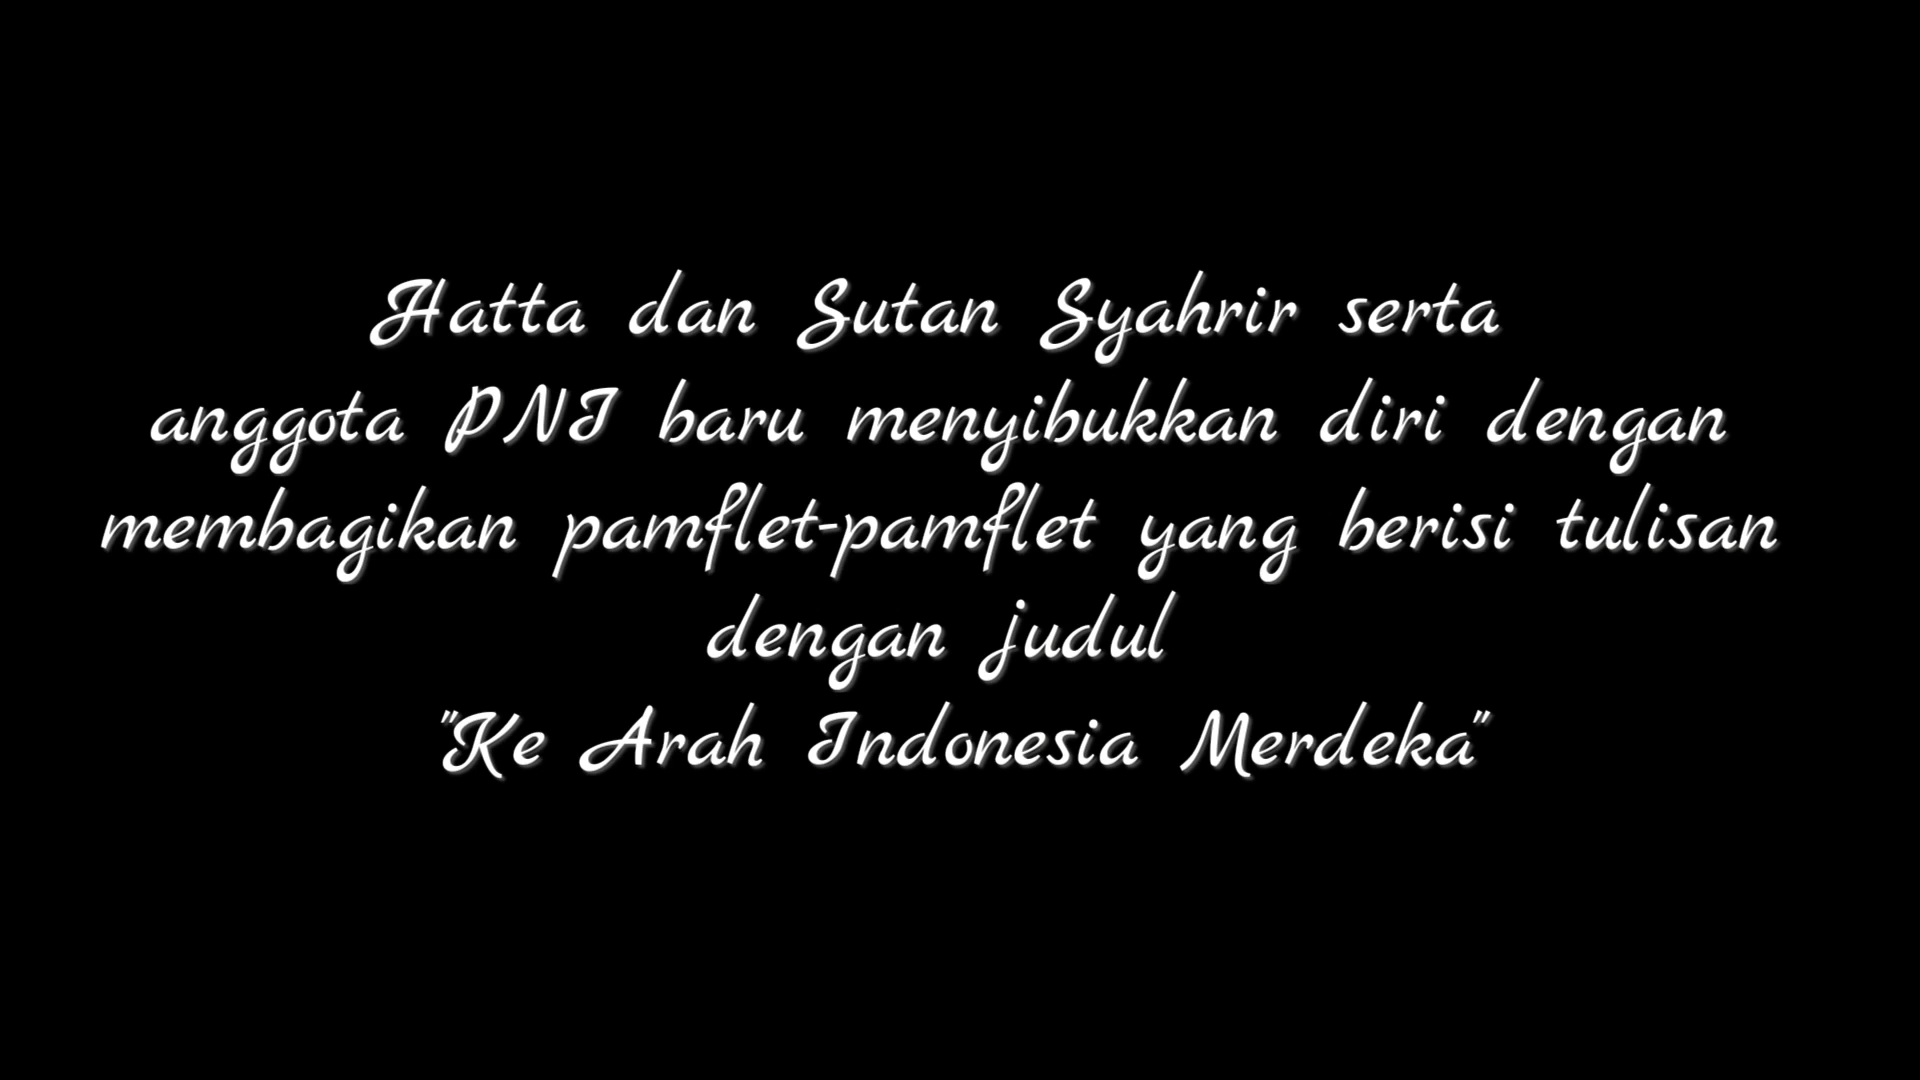 Hatta dan Sutan Syahrir serta
anggota PNI baru menyibukkan diri dengan
membagikan pamflet-pamflet yang berisi tulisan
dengan judul
"Ke Arah Indonesia Merdeka"